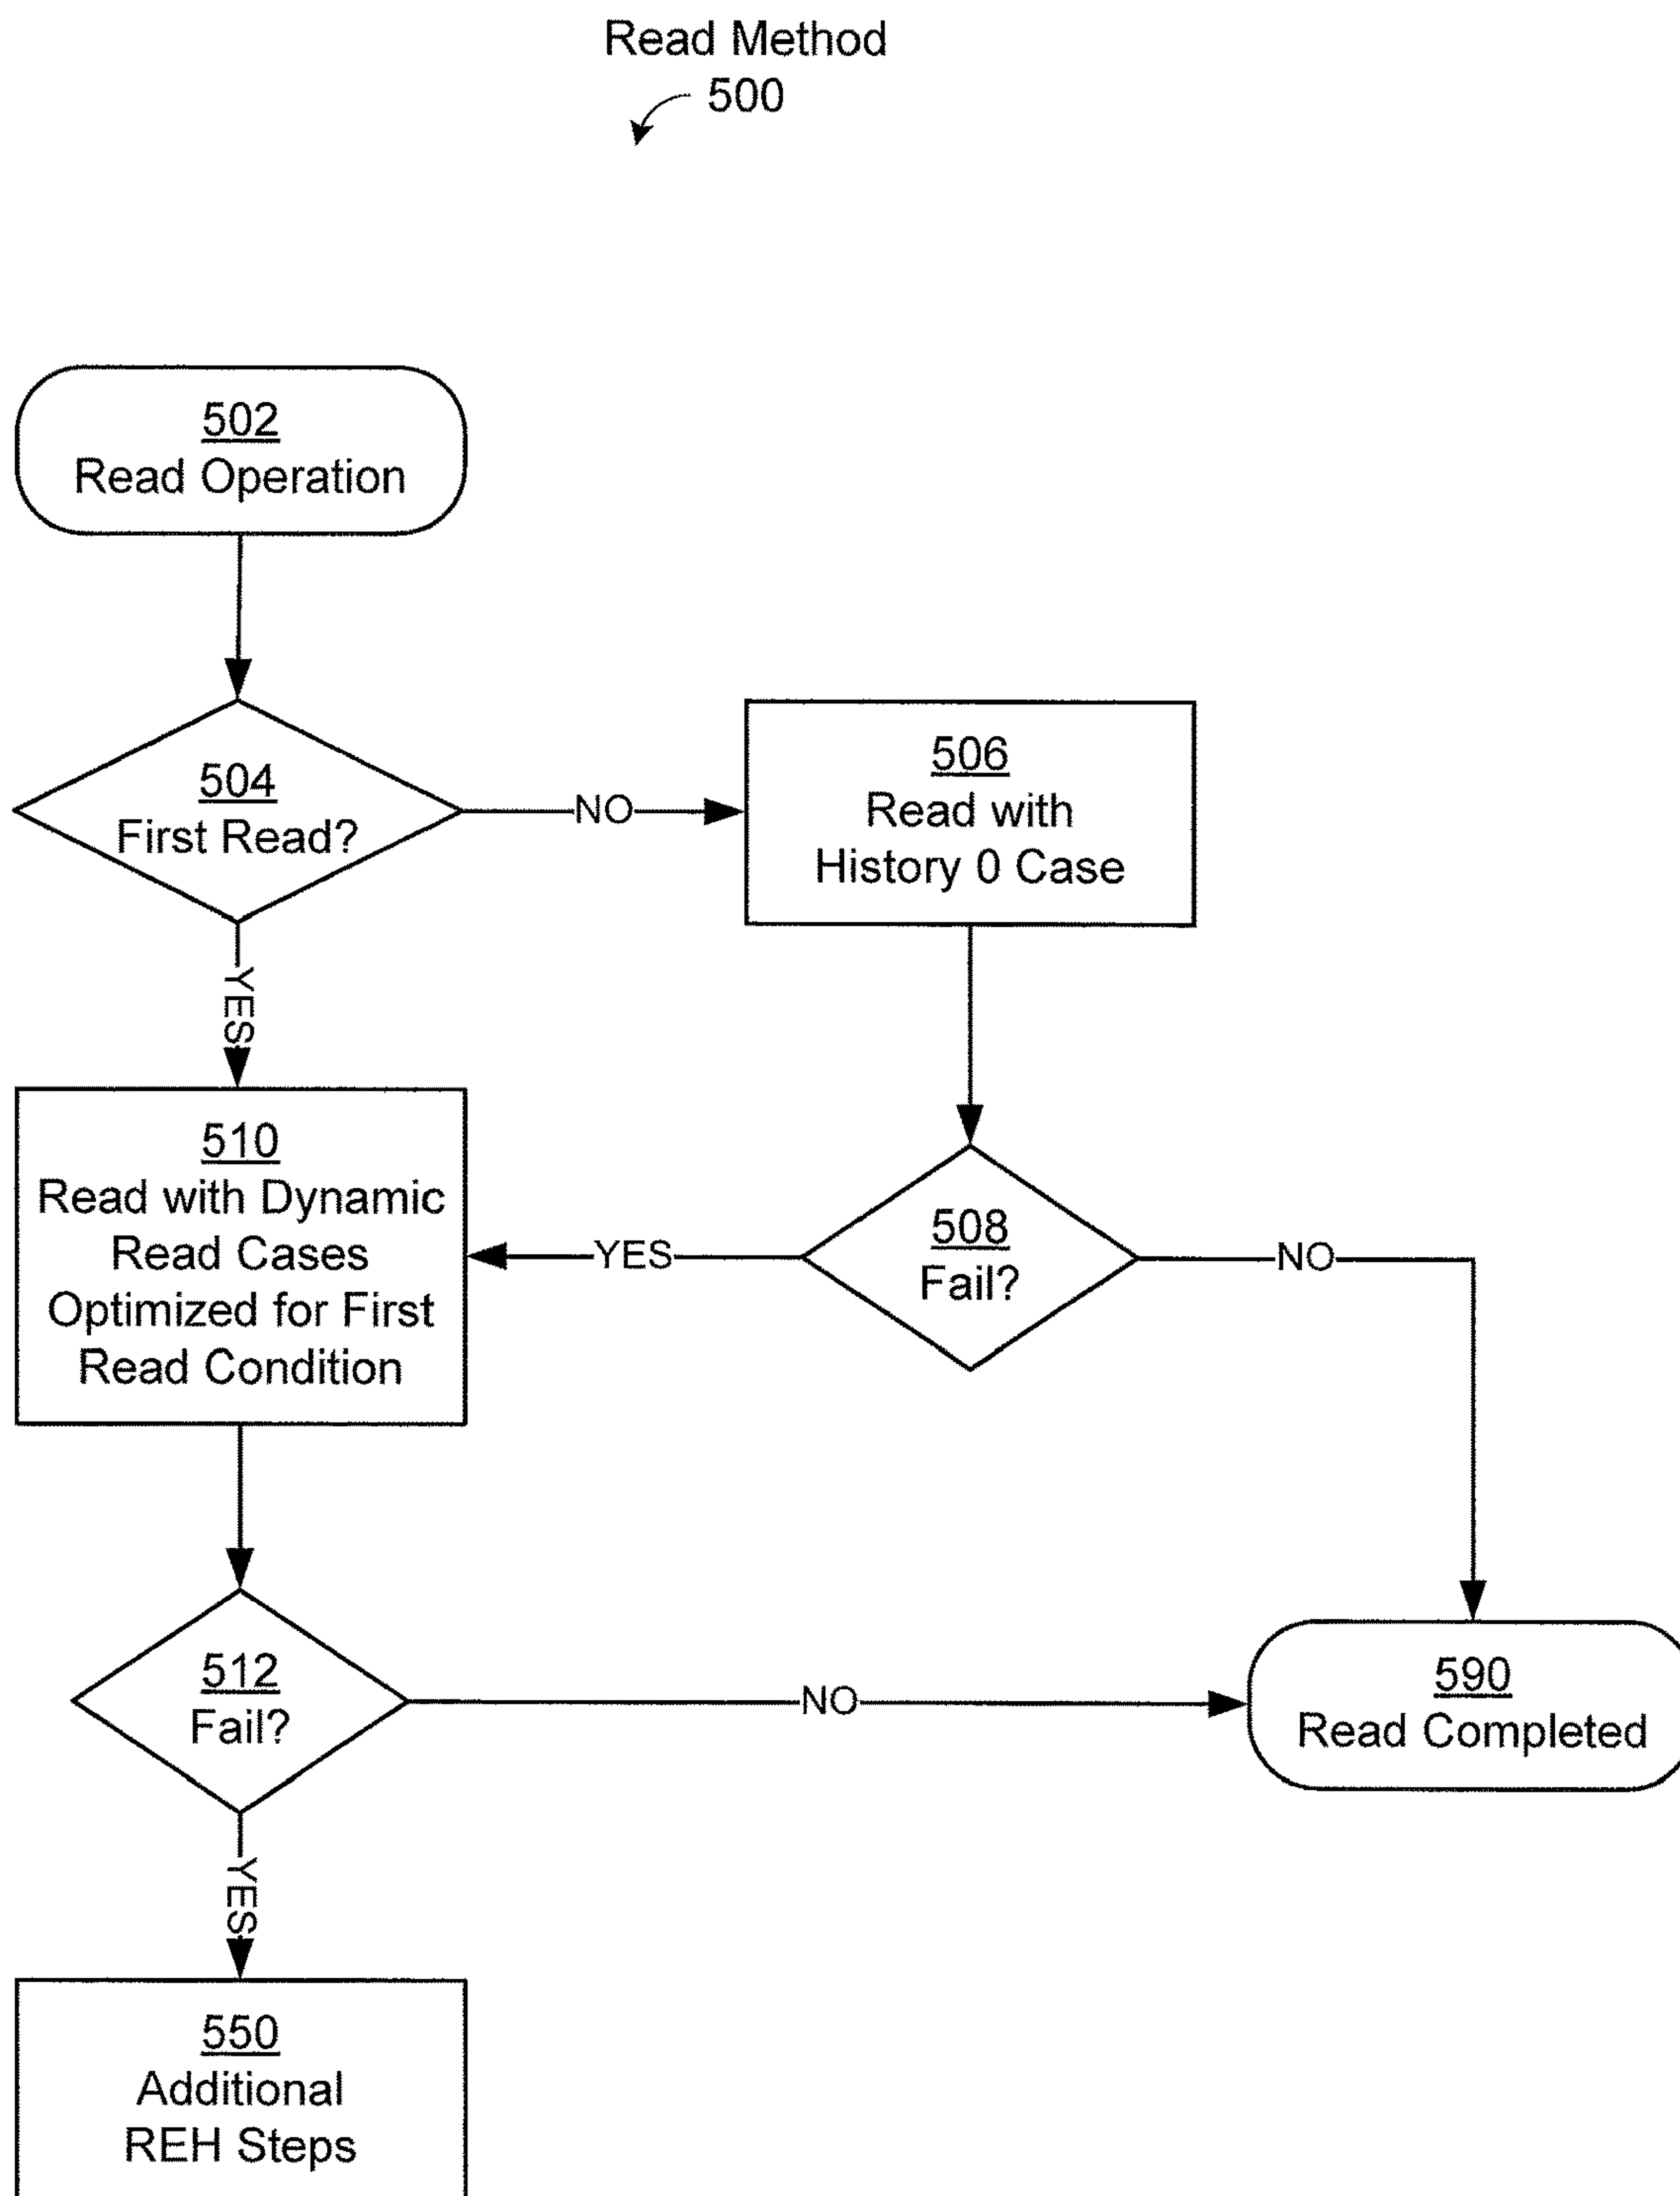 Read Method
500
502
Read Operation
504
First Read?
NO
506
Read with
History 0 Case
YES
510
Read with Dynamic
Read Cases
Optimized for First
Read Condition
YES
508
Fail?
NO
512
Fail?
NO
590
Read Completed
YES
550
Additional
REH Steps